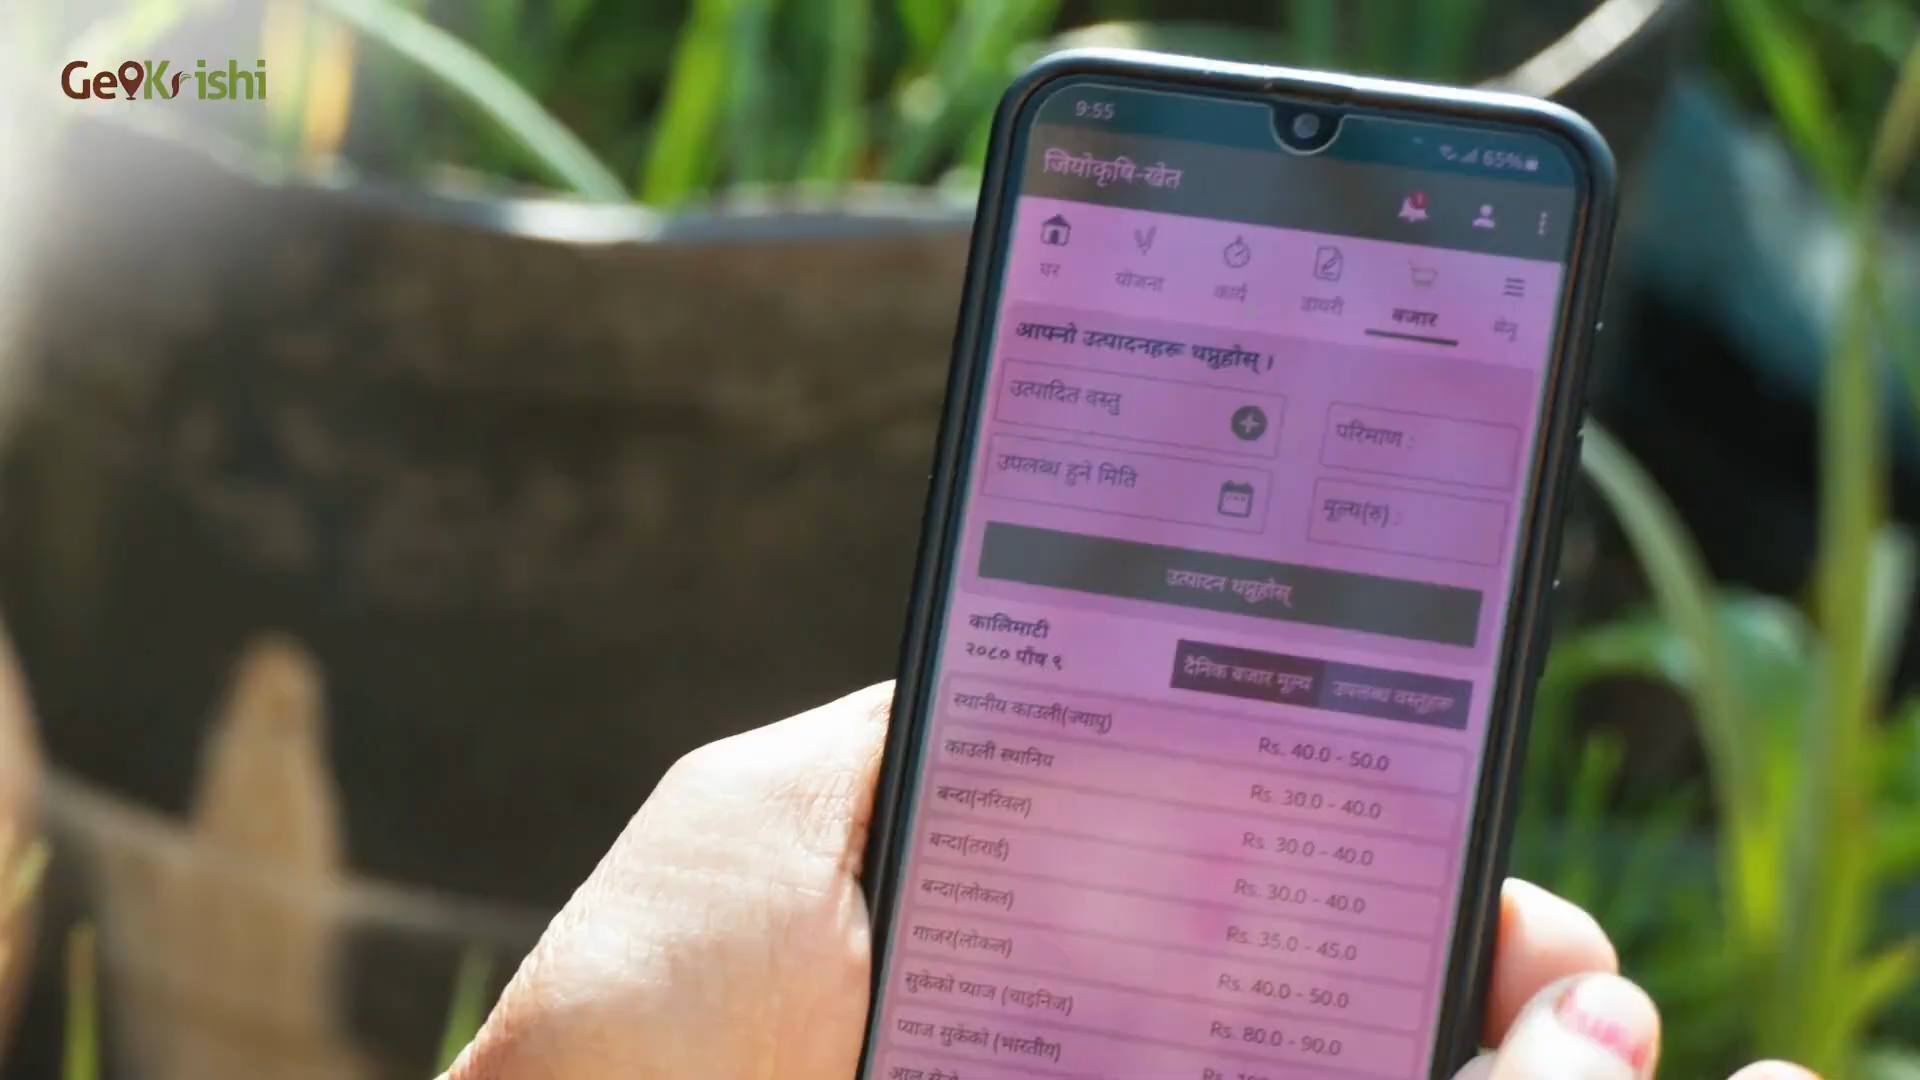 GeoKrishi
9:55
65%
जियोकृषि-खेत
1
घर योजना कार्य डायरी बजार मेनु
आफ्नो उत्पादनहरू थप्नुहोस् ।
उत्पादित वस्तु
परिमाण :
उपलब्ध हुने मिति
मूल्य(रु) :
उत्पादन थप्नुहोस्
कालिमाटी
२०८० पौष ९
दैनिक बजार मूल्य उपलब्ध वस्तुहरू
स्थानीय काउली(ज्यापु) Rs. 40.0 - 50.0
काउली स्थानिय Rs. 30.0 - 40.0
बन्दा(नरिवल) Rs. 30.0 - 40.0
बन्दा(तराई) Rs. 30.0 - 40.0
बन्दा(लोकल) Rs. 35.0 - 45.0
गाजर(लोकल) Rs. 40.0 - 50.0
सुकेको प्याज (चाइनिज) Rs. 80.0 - 90.0
प्याज सुकेको (भारतीय) Rs.